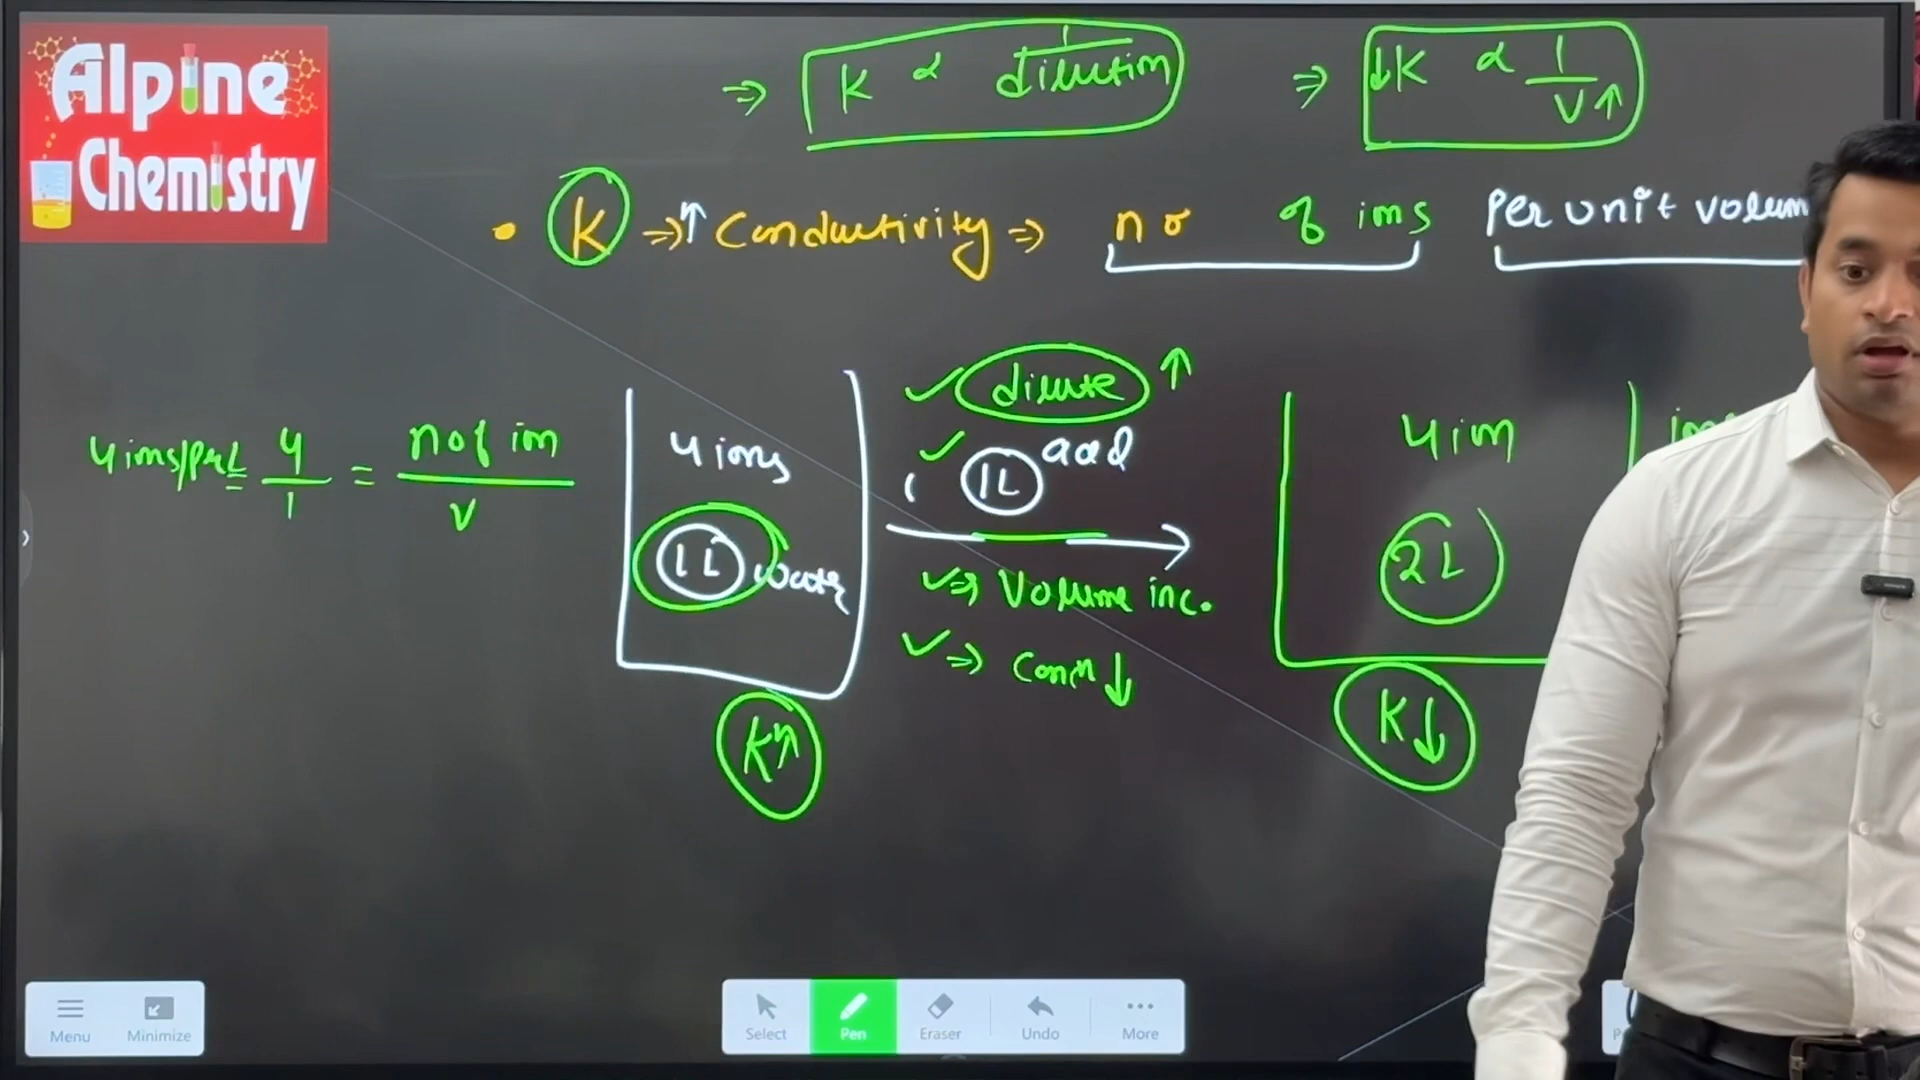 Alpine
Chemistry
⇒ K ∝ 1/dilution ⇒ ↓K ∝ 1/V↑
• K ⇒↑ Conductivity ⇒ no of ions Per unit volum
4 ions/per L = 4/1 = no of ion/V
4 ions
1L water
K↑
✓ dilute ↑
✓ 1L add
✓⇒ Volume inc.
✓⇒ Concn ↓
4 ion
2L
K↓
Menu
Minimize
Select
Pen
Eraser
Undo
More